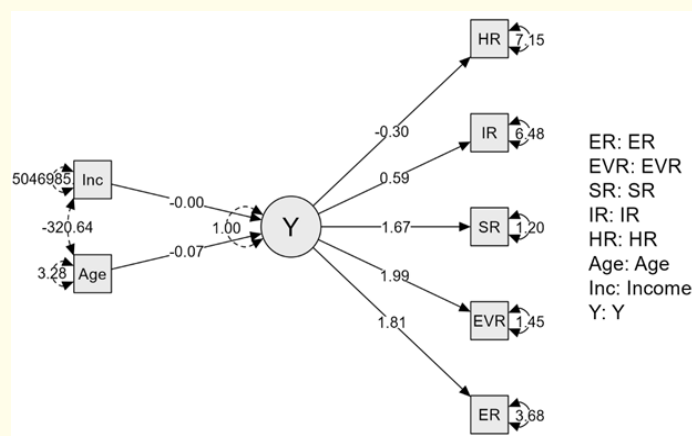 HR 7.15
-0.30
IR 6.48
0.59
5046985 Inc
-0.00
-320.64
1.00 Y
1.67 SR 1.20
-0.07
3.28 Age
1.99
EVR 1.45
1.81
ER 3.68
ER: ER
EVR: EVR
SR: SR
IR: IR
HR: HR
Age: Age
Inc: Income
Y: Y